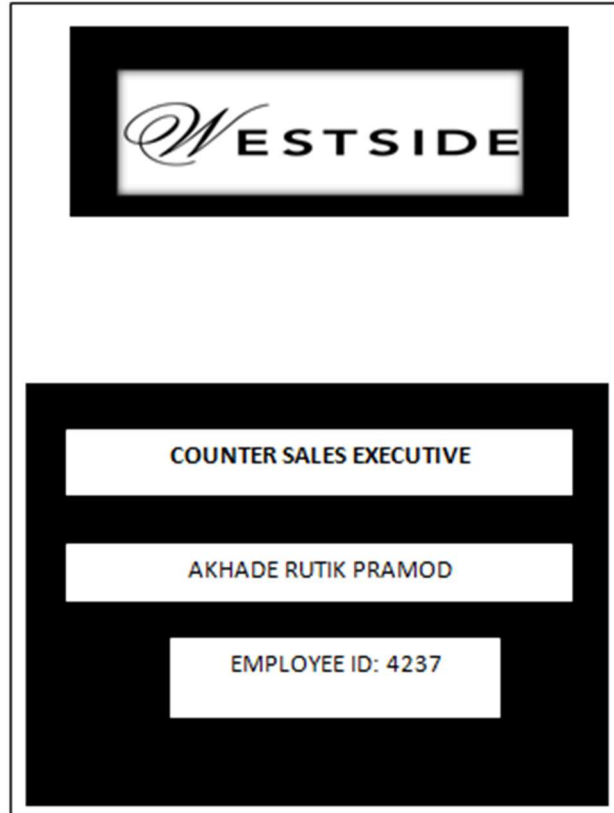 WESTSIDE
COUNTER SALES EXECUTIVE
AKHADE RUTIK PRAMOD
EMPLOYEE ID: 4237